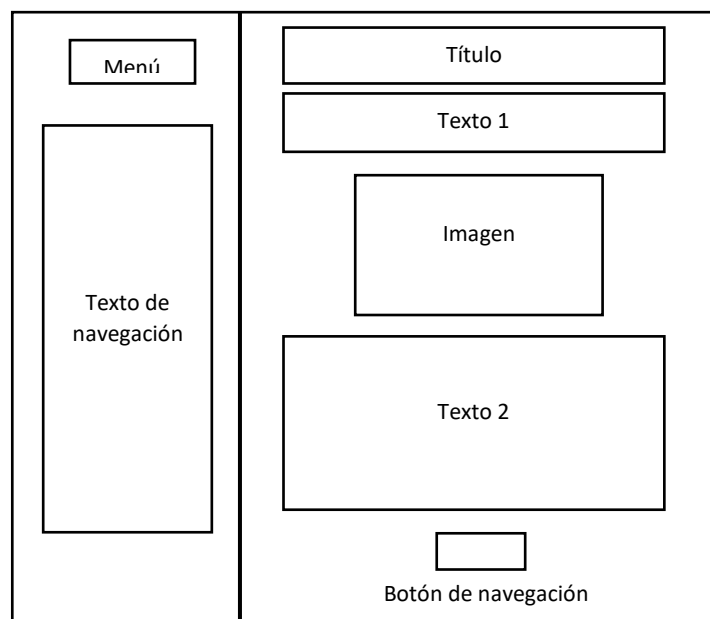 Menú
Texto de
navegación
Título
Texto 1
Imagen
Texto 2
Botón de navegación